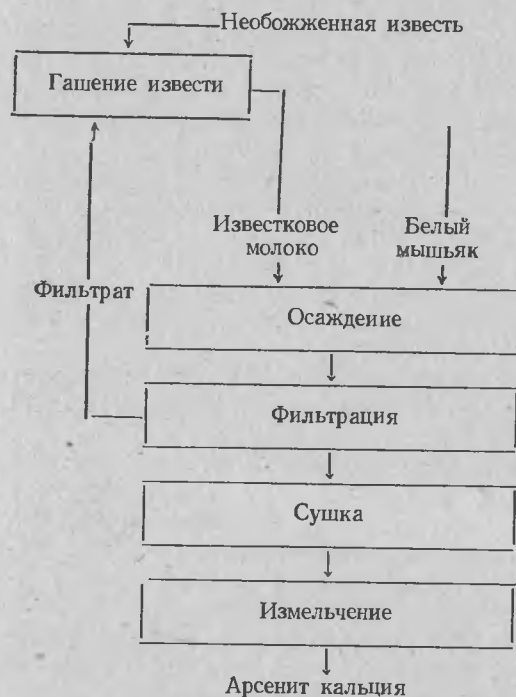 Необожженная известь
Гашение извести
Известковое
молоко
Белый
мышьяк
Фильтрат
Осаждение
Фильтрация
Сушка
Измельчение
Арсенит кальция